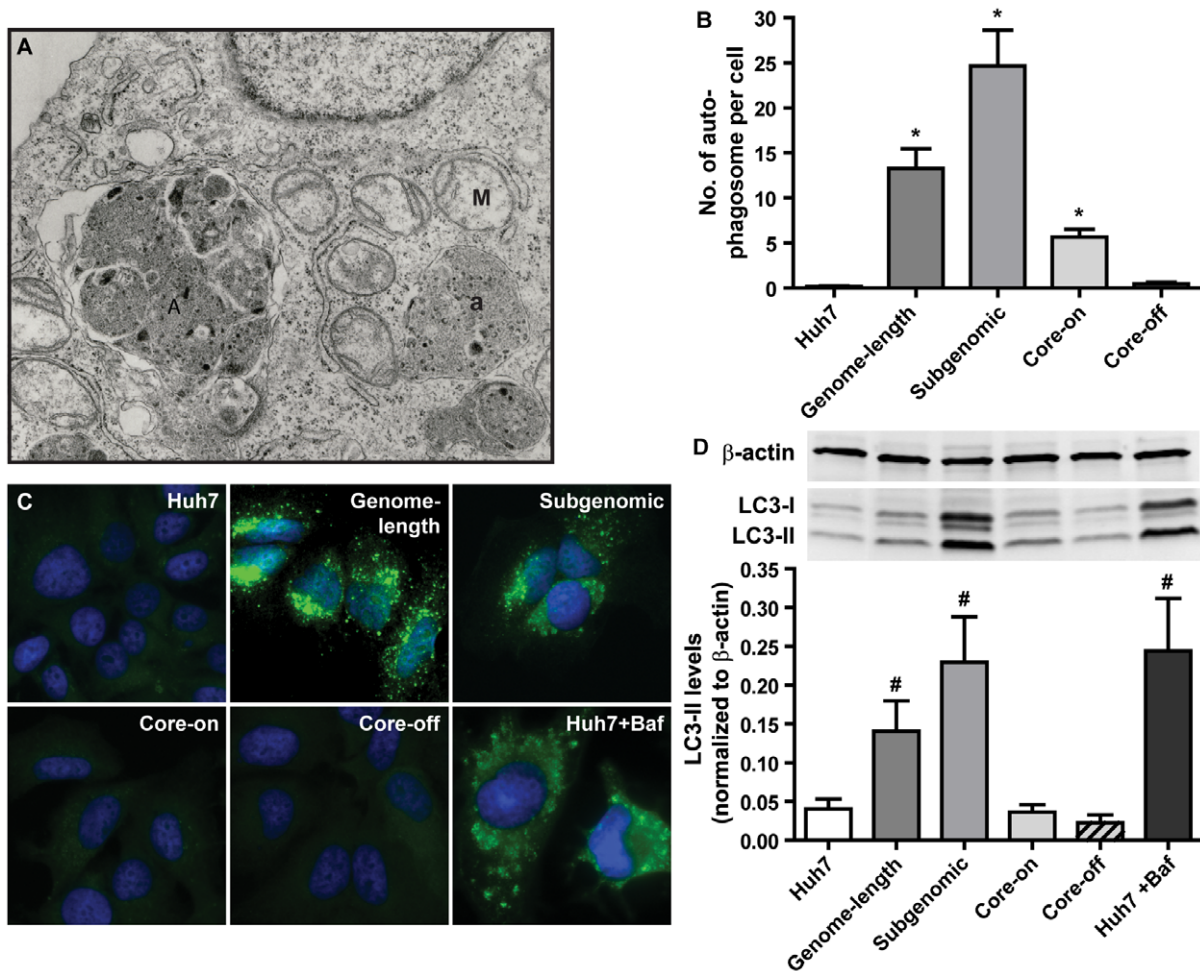 A
M
A
a
B
No. of auto-
phagosome per cell
30
25
20
15
10
5
0
*
*
*
Huh7
Genome-length
Subgenomic
Core-on
Core-off
C
Huh7
Genome-
length
Subgenomic
Core-on
Core-off
Huh7+Baf
D
β-actin
LC3-I
LC3-II
LC3-II levels
(normalized to β-actin)
0.35
0.30
0.25
0.20
0.15
0.10
0.05
0.00
#
#
#
Huh7
Genome-length
Subgenomic
Core-on
Core-off
Huh7 +Baf